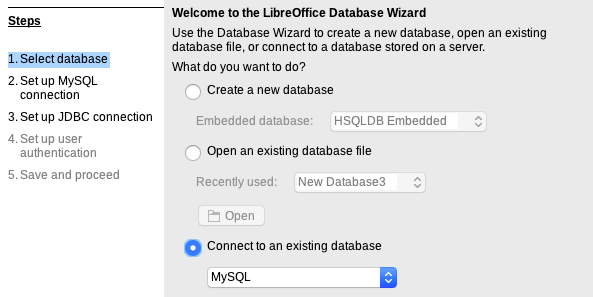 Steps
1. Select database
2. Set up MySQL
connection
3. Set up JDBC connection
4. Set up user
authentication
5. Save and proceed
Welcome to the LibreOffice Database Wizard
Use the Database Wizard to create a new database, open an existing
database file, or connect to a database stored on a server.
What do you want to do?
Create a new database
Embedded database: HSQLDB Embedded
Open an existing database file
Recently used: New Database3
Open
Connect to an existing database
MySQL